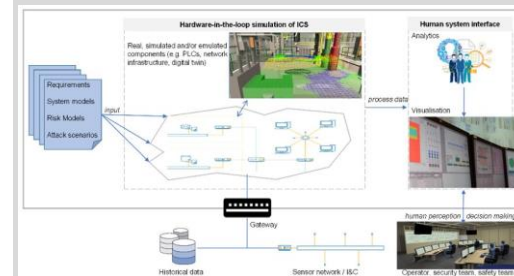 Hardware-in-the-loop simulation of ICS
Real, simulated and/or emulated
components (e.g. PLCs, network
infrastructure, digital twin)
Human system interface
Analytics
Requirements
System models
Risk Models
Attack scenarios
input
process data
Visualisation
Gateway
human perception
decision making
Historical data
Sensor network / I&C
Operator, security team, safety team